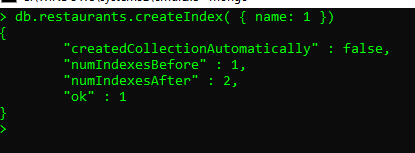 > db.restaurants.createIndex( { name: 1 })
{
        "createdCollectionAutomatically" : false,
        "numIndexesBefore" : 1,
        "numIndexesAfter" : 2,
        "ok" : 1
}
>